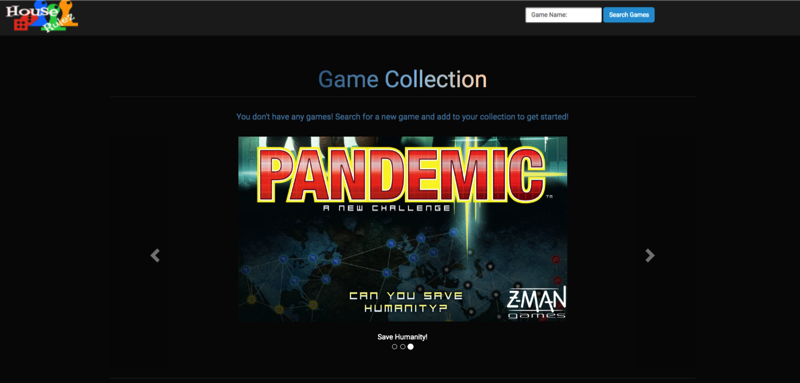 House
Rulez
Game Name:
Search Games
Game Collection
You don't have any games! Search for a new game and add to your collection to get started!
PANDEMIC
TM
A NEW CHALLENGE
CAN YOU SAVE
HUMANITY?
Z-MAN
games
Save Humanity!